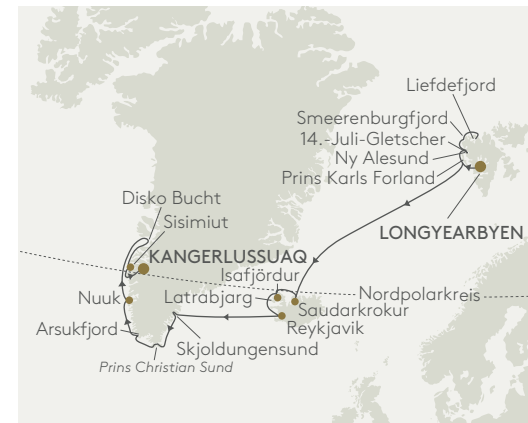 Liefdefjord
Smeerenburgfjord
14.-Juli-Gletscher
Ny Alesund
Prins Karls Forland
Disko Bucht
Sisimiut
LONGYEARBYEN
KANGERLUSSUAQ
Isafjördur
Nuuk
Latrabjarg
Nordpolarkreis
Saudarkrokur
Reykjavik
Arsukfjord
Skjoldungensund
Prins Christian Sund